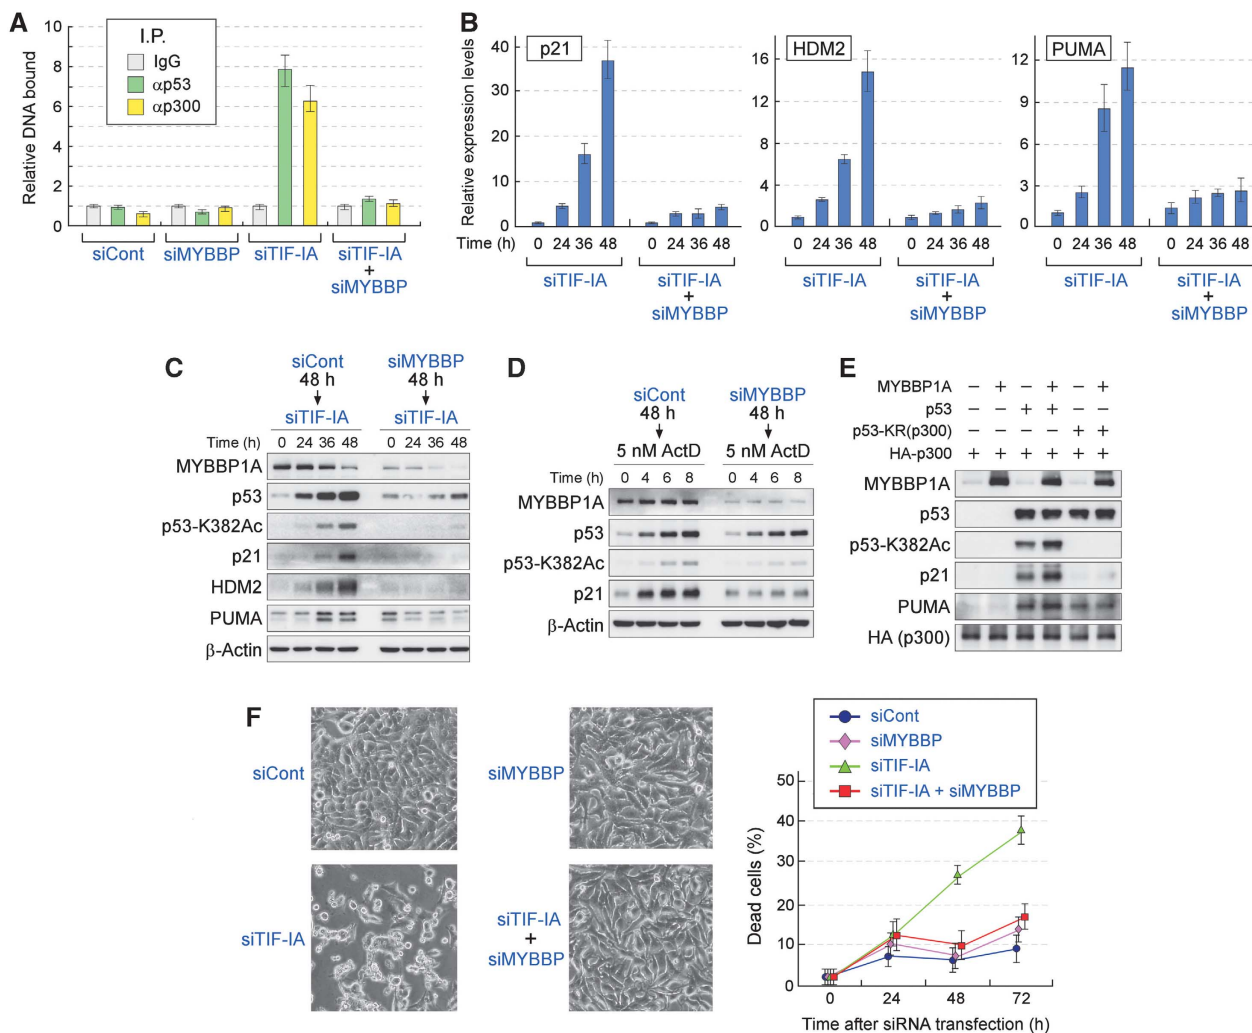 A
10
8
6
4
2
1
0
Relative DNA bound
I.P.
IgG
αp53
αp300
siCont
siMYBBP
siTIF-IA
siTIF-IA
+
siMYBBP
B
Relative expression levels
40
30
20
10
0
p21
16
12
8
4
0
HDM2
12
9
6
3
0
PUMA
Time (h)
0 24 36 48 0 24 36 48
0 24 36 48 0 24 36 48
0 24 36 48 0 24 36 48
siTIF-IA
siTIF-IA
+
siMYBBP
siTIF-IA
siTIF-IA
+
siMYBBP
siTIF-IA
siTIF-IA
+
siMYBBP
C
siCont
48 h
siTIF-IA
siMYBBP
48 h
siTIF-IA
Time (h) 0 24 36 48 0 24 36 48
MYBBP1A
p53
p53-K382Ac
p21
HDM2
PUMA
β-Actin
D
siCont
48 h
5 nM ActD
siMYBBP
48 h
5 nM ActD
Time (h) 0 4 6 8 0 4 6 8
MYBBP1A
p53
p53-K382Ac
p21
β-Actin
E
MYBBP1A − + − + − +
p53 − − + + − −
p53-KR(p300) − − − − + +
HA-p300 + + + + + +
MYBBP1A
p53
p53-K382Ac
p21
PUMA
HA (p300)
F
siCont
siMYBBP
siTIF-IA
siTIF-IA
+
siMYBBP
siCont
siMYBBP
siTIF-IA
siTIF-IA + siMYBBP
Dead cells (%)
50
40
30
20
10
0
0 24 48 72
Time after siRNA transfection (h)